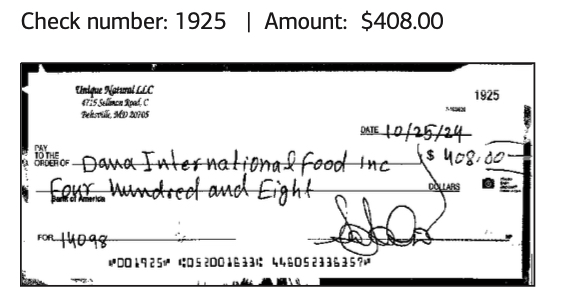 Check number: 1925 | Amount: $408.00
Unique Natural LLC
4715 Sellman Road, C
Beltsville, MD 20705
1925
DATE 10/25/24
PAY TO THE ORDER OF Dana International Food Inc $ 408.00
Four hundred and Eight DOLLARS
Bank of America
FOR 14098
⑈001925⑈ ⑆052001633⑆ 446052336357⑈